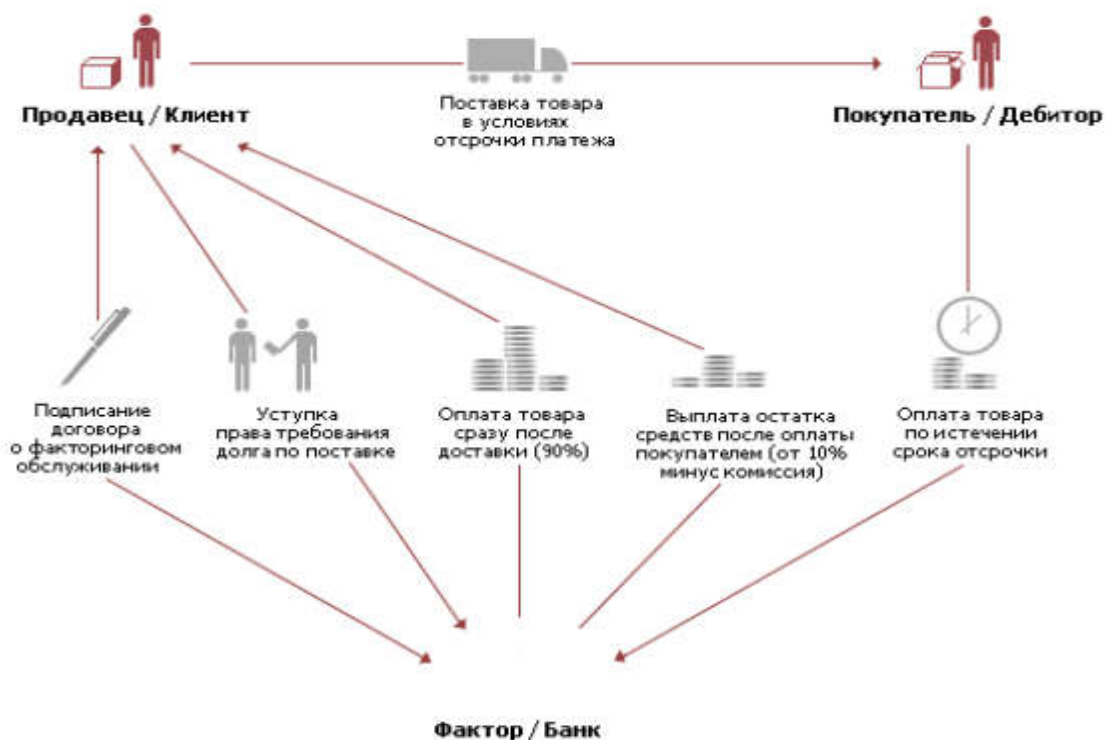 Поставка товара
в условиях
отсрочки платежа
Продавец / Клиент
Покупатель / Дебитор
Подписание
договора
о факторинговом
обслуживании
Уступка
права требования
долга по поставке
Оплата товара
сразу после
доставки (90%)
Выплата остатка
средств после оплаты
покупателем (от 10%
минус комиссия)
Оплата товара
по истечении
срока отсрочки
Фактор / Банк